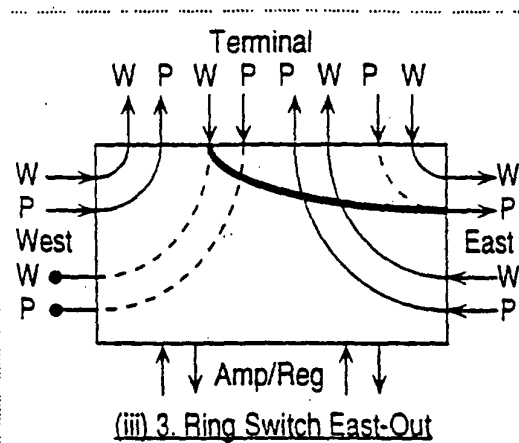 Terminal
W P W P P W P W
W W
P P
West East
W W
P P
Amp/Reg
(iii) 3. Ring Switch East-Out